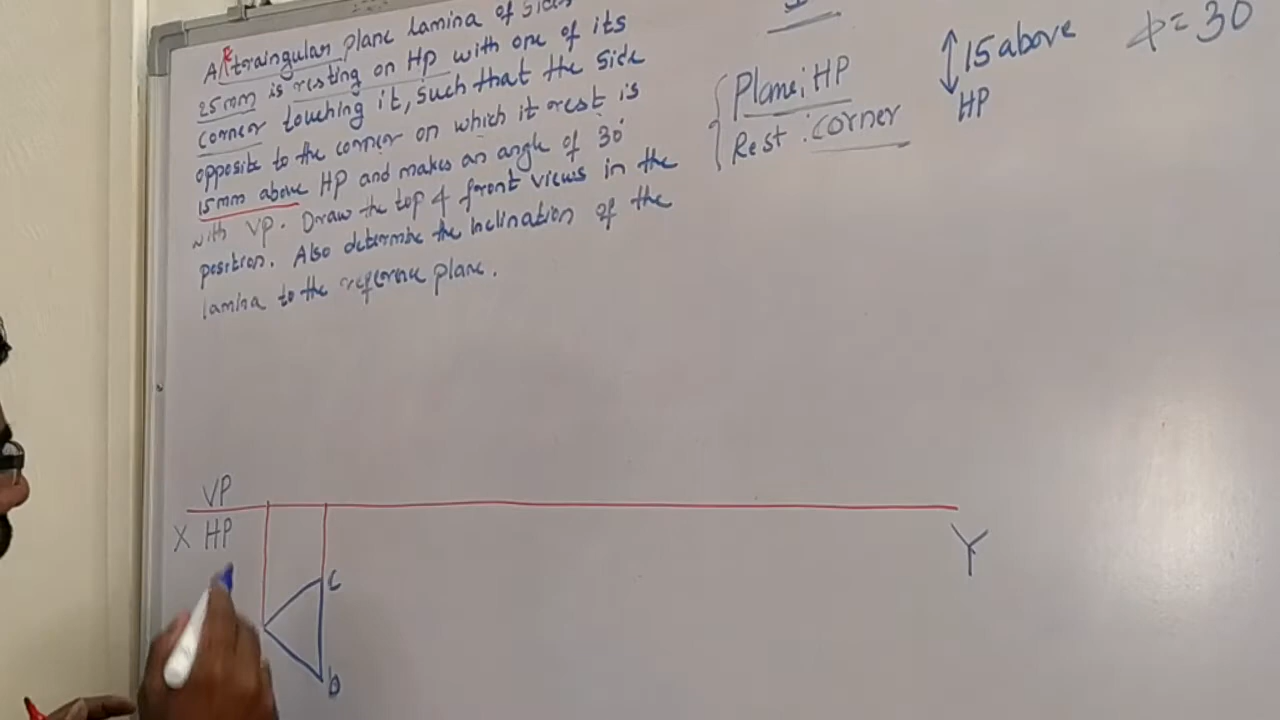 A traingular plane lamina of sides
R
25mm is resting on HP with one of its
corner touching it, such that the side
opposite to the corner on which it rest is
15mm above HP and makes an angle of 30°
with VP. Draw the top & front views in the
position. Also determine the Inclination of the
lamina to the reference plane.
Plane: HP
Rest : corner
15 above
HP
ϕ = 30
VP
X HP
Y
c
b